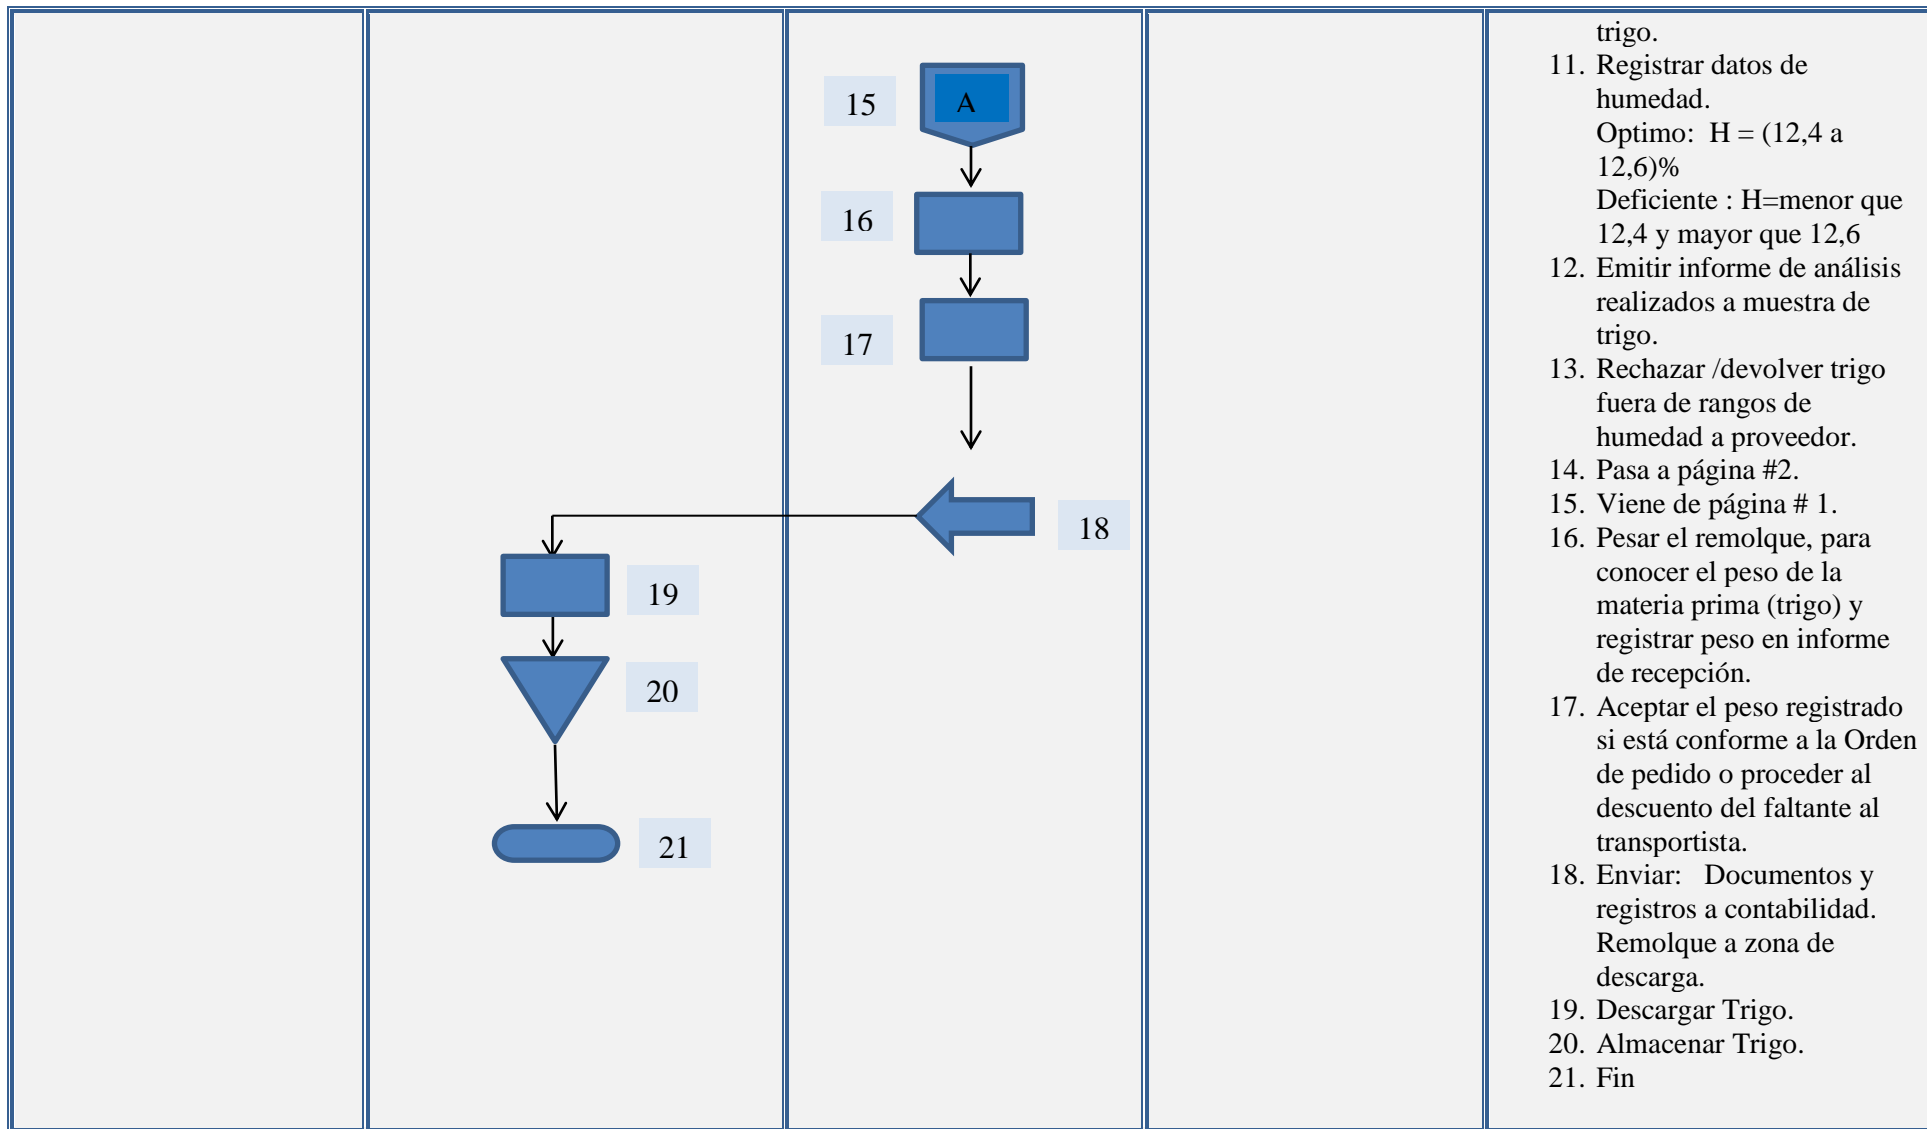 15
A
16
17
18
19
20
21
trigo.
11. Registrar datos de
humedad.
Optimo:  H = (12,4 a
12,6)%
Deficiente : H=menor que
12,4 y mayor que 12,6
12. Emitir informe de análisis
realizados a muestra de
trigo.
13. Rechazar /devolver trigo
fuera de rangos de
humedad a proveedor.
14. Pasa a página #2.
15. Viene de página # 1.
16. Pesar el remolque, para
conocer el peso de la
materia prima (trigo) y
registrar peso en informe
de recepción.
17. Aceptar el peso registrado
si está conforme a la Orden
de pedido o proceder al
descuento del faltante al
transportista.
18. Enviar:   Documentos y
registros a contabilidad.
Remolque a zona de
descarga.
19. Descargar Trigo.
20. Almacenar Trigo.
21. Fin